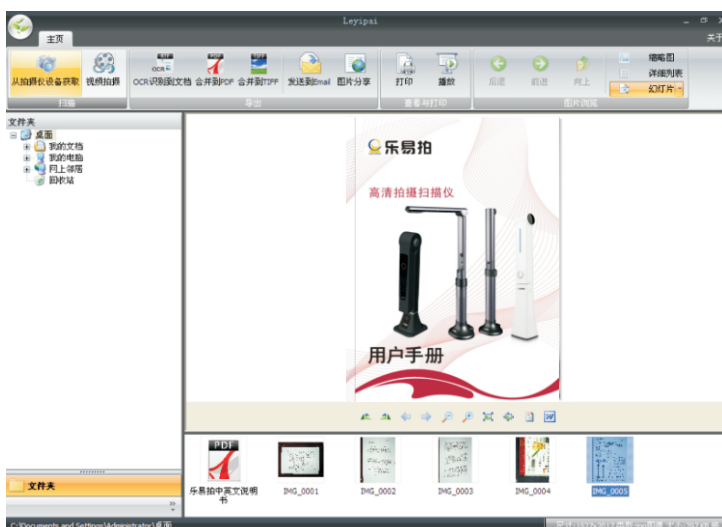 Leyipai
主页
关于
从拍摄仪设备获取 视频拍摄
扫描
OCR识别到文档 合并到PDF 合并到TIFF 发送到Email 图片分享
导出
打印 播放
查看与打印
后退 前进 向上
缩略图
详细列表
幻灯片
图片浏览
文件夹
桌面
我的文档
我的电脑
网上邻居
回收站
乐易拍
高清拍摄扫描仪
用户手册
文件夹
PDF
乐易拍中英文说明书
IMG_0001
IMG_0002
IMG_0003
IMG_0004
IMG_0005
C:\Documents and Settings\Administrator\桌面